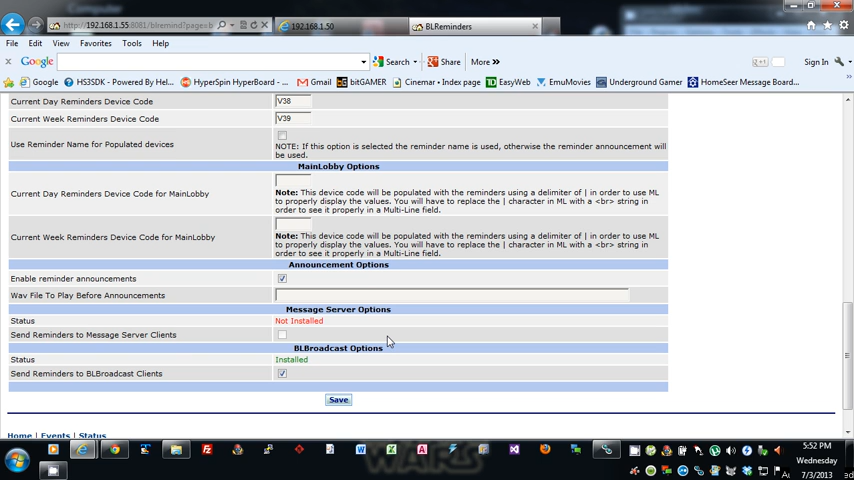 http://192.168.1.55:8081/blremind?page=b
192.168.1.50
BLReminders
File Edit View Favorites Tools Help
Google
Search
Share
More »
Sign In
Google
HS3SDK - Powered By Hel...
HyperSpin HyperBoard - ...
Gmail
bitGAMER
Cinemar • Index page
EasyWeb
EmuMovies
Underground Gamer
HomeSeer Message Board...
Current Day Reminders Device Code V38
Current Week Reminders Device Code V39
Use Reminder Name for Populated devices
NOTE: If this option is selected the reminder name is used, otherwise the reminder announcement will
be used.
MainLobby Options
Current Day Reminders Device Code for MainLobby
Note: This device code will be populated with the reminders using a delimiter of | in order to use ML
to properly display the values. You will have to replace the | character in ML with a <br> string in
order to see it properly in a Multi-Line field.
Current Week Reminders Device Code for MainLobby
Note: This device code will be populated with the reminders using a delimiter of | in order to use ML
to properly display the values. You will have to replace the | character in ML with a <br> string in
order to see it properly in a Multi-Line field.
Announcement Options
Enable reminder announcements
Wav File To Play Before Announcements
Message Server Options
Status Not Installed
Send Reminders to Message Server Clients
BLBroadcast Options
Status Installed
Send Reminders to BLBroadcast Clients
Save
Home | Events | Status
WARS
5:52 PM
Wednesday
7/3/2013